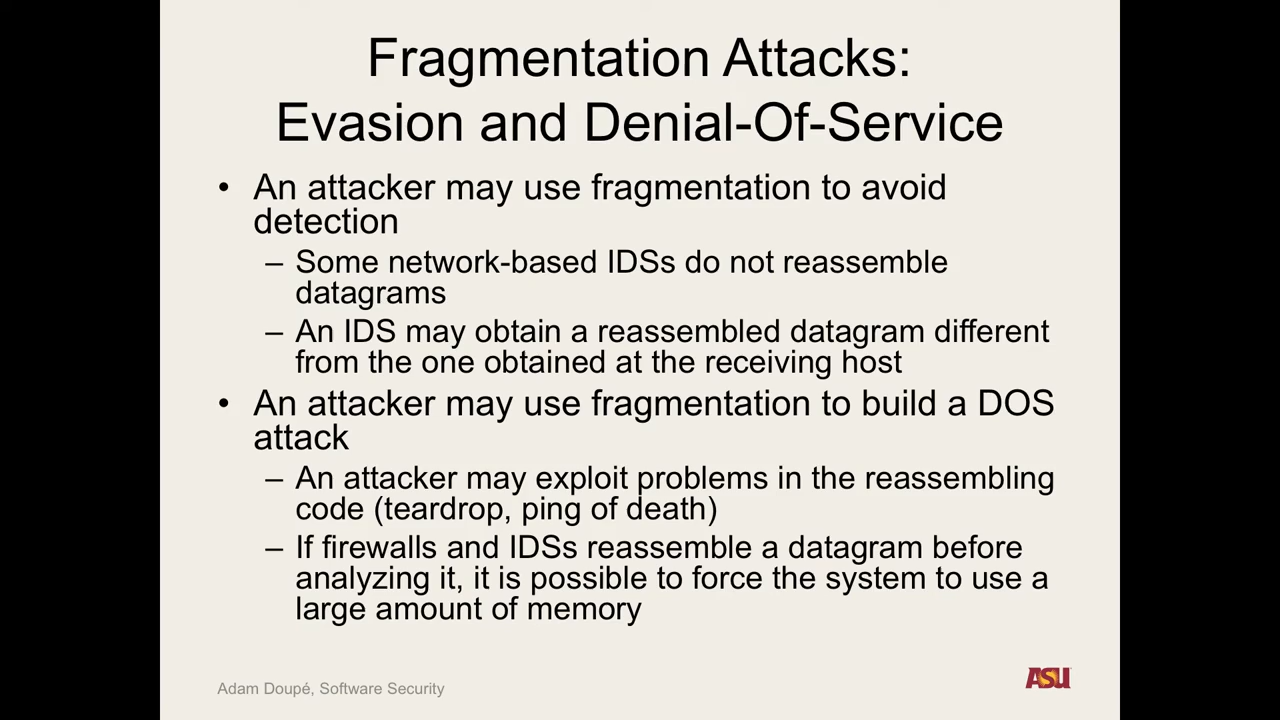 Fragmentation Attacks:
Evasion and Denial-Of-Service
• An attacker may use fragmentation to avoid
detection
– Some network-based IDSs do not reassemble
datagrams
– An IDS may obtain a reassembled datagram different
from the one obtained at the receiving host
• An attacker may use fragmentation to build a DOS
attack
– An attacker may exploit problems in the reassembling
code (teardrop, ping of death)
– If firewalls and IDSs reassemble a datagram before
analyzing it, it is possible to force the system to use a
large amount of memory
Adam Doupé, Software Security
ASU